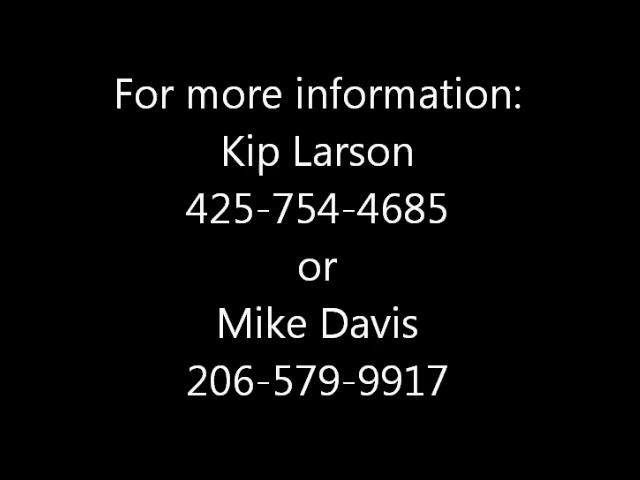 For more information:
Kip Larson
425-754-4685
or
Mike Davis
206-579-9917